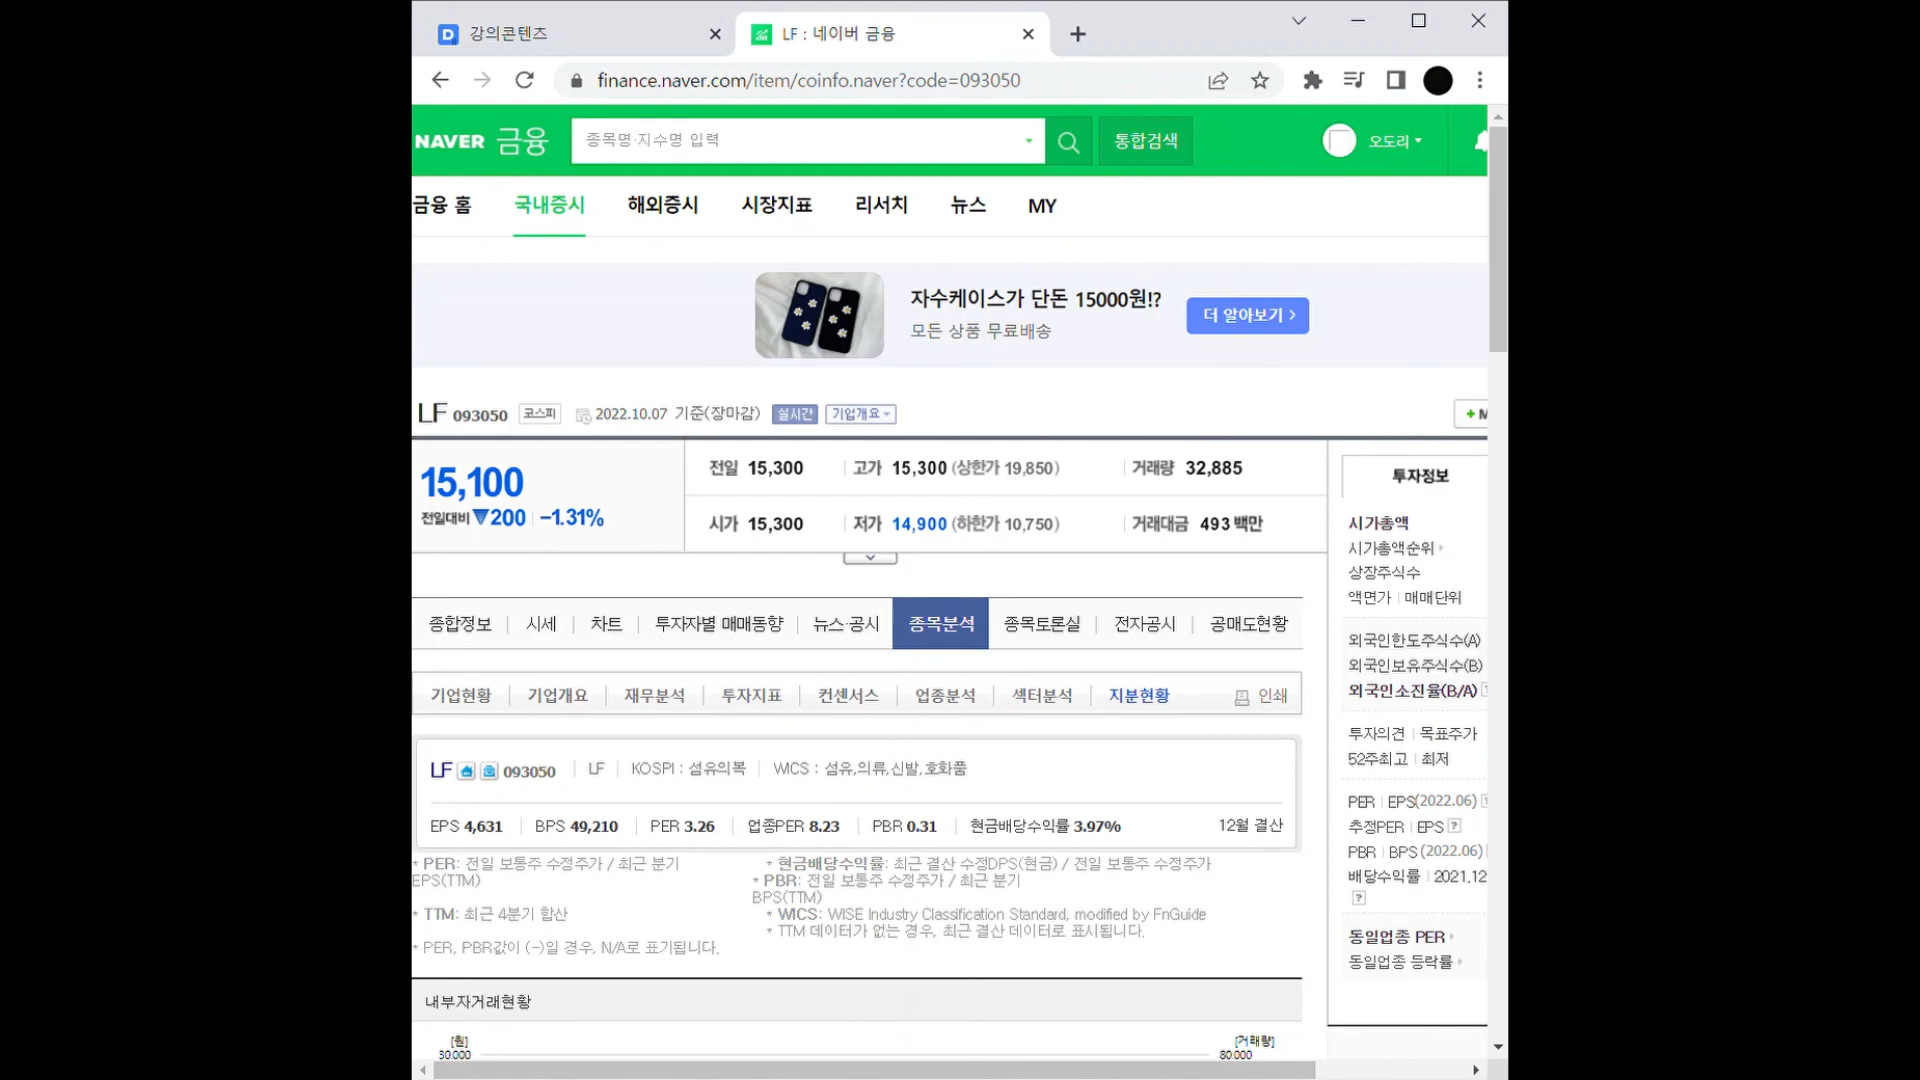 강의콘텐츠
LF : 네이버 금융
finance.naver.com/item/coinfo.naver?code=093050
NAVER 금융
종목명·지수명 입력
통합검색
오도리
금융 홈 국내증시 해외증시 시장지표 리서치 뉴스 MY
자수케이스가 단돈 15000원!?
모든 상품 무료배송
더 알아보기 >
LF 093050 코스피 2022.10.07 기준(장마감) 실시간 기업개요
+ M
15,100
전일대비 ▼200 -1.31%
전일 15,300 고가 15,300 (상한가 19,850) 거래량 32,885
시가 15,300 저가 14,900 (하한가 10,750) 거래대금 493 백만
투자정보
시가총액
시가총액순위
상장주식수
액면가 | 매매단위
외국인한도주식수(A)
외국인보유주식수(B)
외국인소진율(B/A)
투자의견 | 목표주가
52주최고 | 최저
PER | EPS(2022.06)
추정PER | EPS ?
PBR | BPS (2022.06)
배당수익률 | 2021.12
?
동일업종 PER
동일업종 등락률
종합정보 | 시세 | 차트 | 투자자별 매매동향 | 뉴스·공시 종목분석 종목토론실 | 전자공시 | 공매도현황
기업현황 | 기업개요 | 재무분석 | 투자지표 | 컨센서스 | 업종분석 | 섹터분석 | 지분현황 인쇄
LF 093050 | LF | KOSPI : 섬유의복 | WICS : 섬유,의류,신발,호화품
EPS 4,631 | BPS 49,210 | PER 3.26 | 업종PER 8.23 | PBR 0.31 | 현금배당수익률 3.97% 12월 결산
* PER: 전일 보통주 수정주가 / 최근 분기
EPS(TTM)
* 현금배당수익률: 최근 결산 수정DPS(현금) / 전일 보통주 수정주가
* PBR: 전일 보통주 수정주가 / 최근 분기
BPS(TTM)
* TTM: 최근 4분기 합산
* WICS: WISE Industry Classification Standard, modified by FnGuide
* TTM 데이터가 없는 경우, 최근 결산 데이터로 표시됩니다.
* PER, PBR값이 (-)일 경우, N/A로 표기됩니다.
내부자거래현황
[원]
[거래량]
30,000
80,000